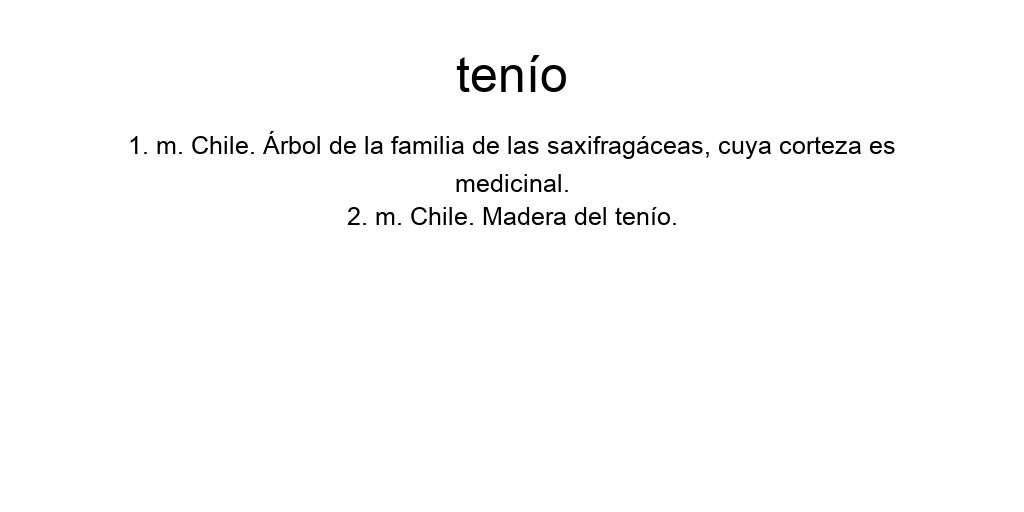 tenío
1. m. Chile. Árbol de la familia de las saxifragáceas, cuya corteza es
medicinal.
2. m. Chile. Madera del tenío.